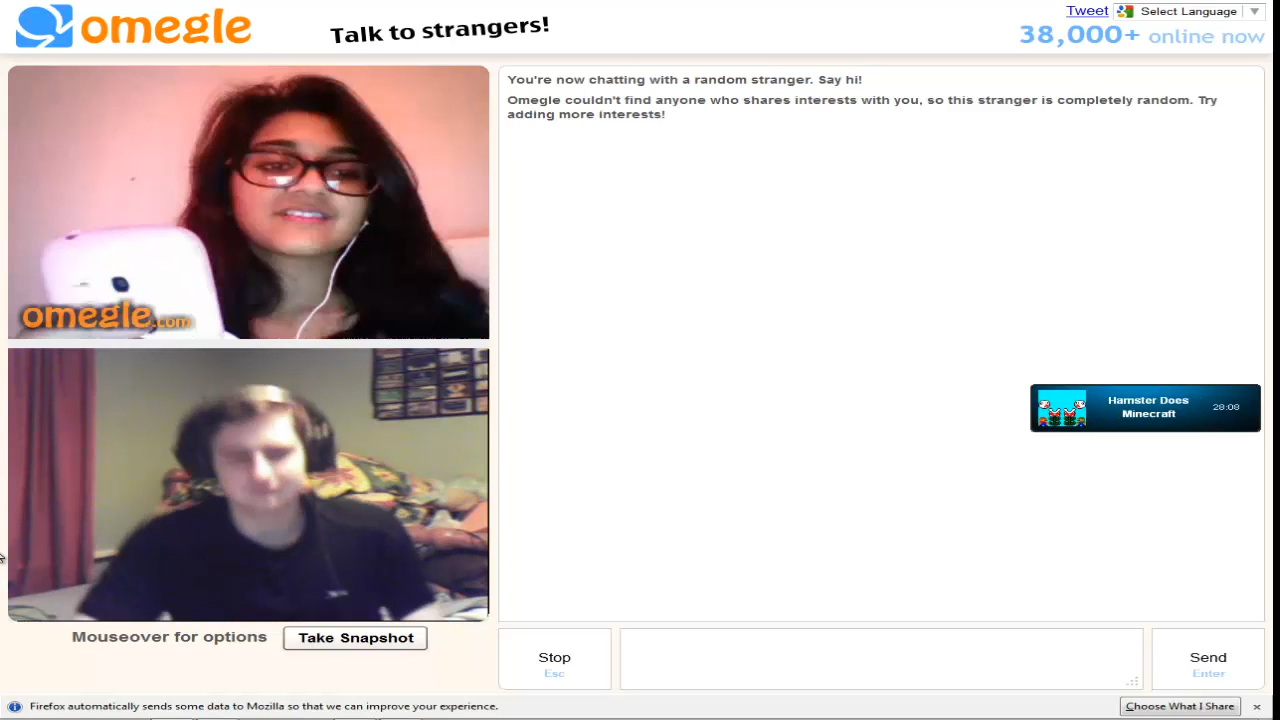 omegle
Talk to strangers!
Tweet
Select Language
38,000+ online now
You're now chatting with a random stranger. Say hi!
Omegle couldn't find anyone who shares interests with you, so this stranger is completely random. Try
adding more interests!
omegle.com
Hamster Does
Minecraft
28:08
Mouseover for options
Take Snapshot
Stop
Esc
Send
Enter
Firefox automatically sends some data to Mozilla so that we can improve your experience.
Choose What I Share